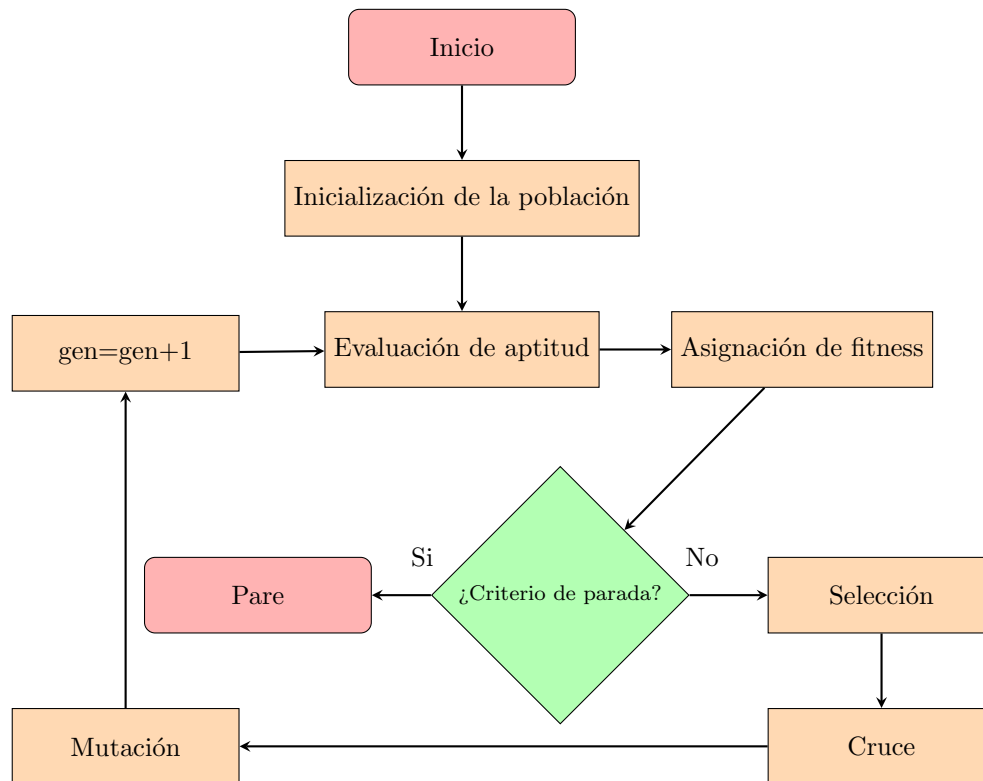 Inicio
Inicialización de la población
gen=gen+1
Evaluación de aptitud
Asignación de fitness
Si
No
Pare
¿Criterio de parada?
Selección
Mutación
Cruce